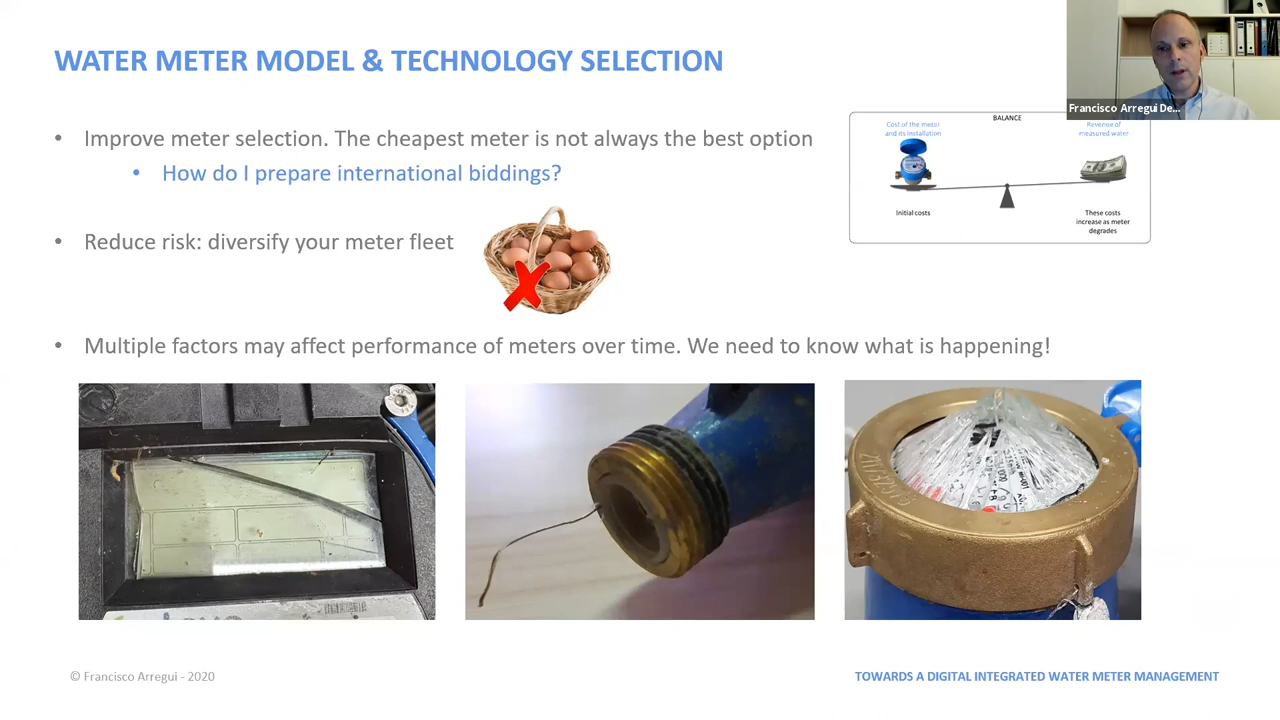 WATER METER MODEL & TECHNOLOGY SELECTION
Francisco Arregui De...
• Improve meter selection. The cheapest meter is not always the best option
• How do I prepare international biddings?
BALANCE
Cost of the meter
and its installation
Revenue of
measured water
Initial costs
These costs
increase as meter
degrades
• Reduce risk: diversify your meter fleet
• Multiple factors may affect performance of meters over time. We need to know what is happening!
© Francisco Arregui - 2020
TOWARDS A DIGITAL INTEGRATED WATER METER MANAGEMENT